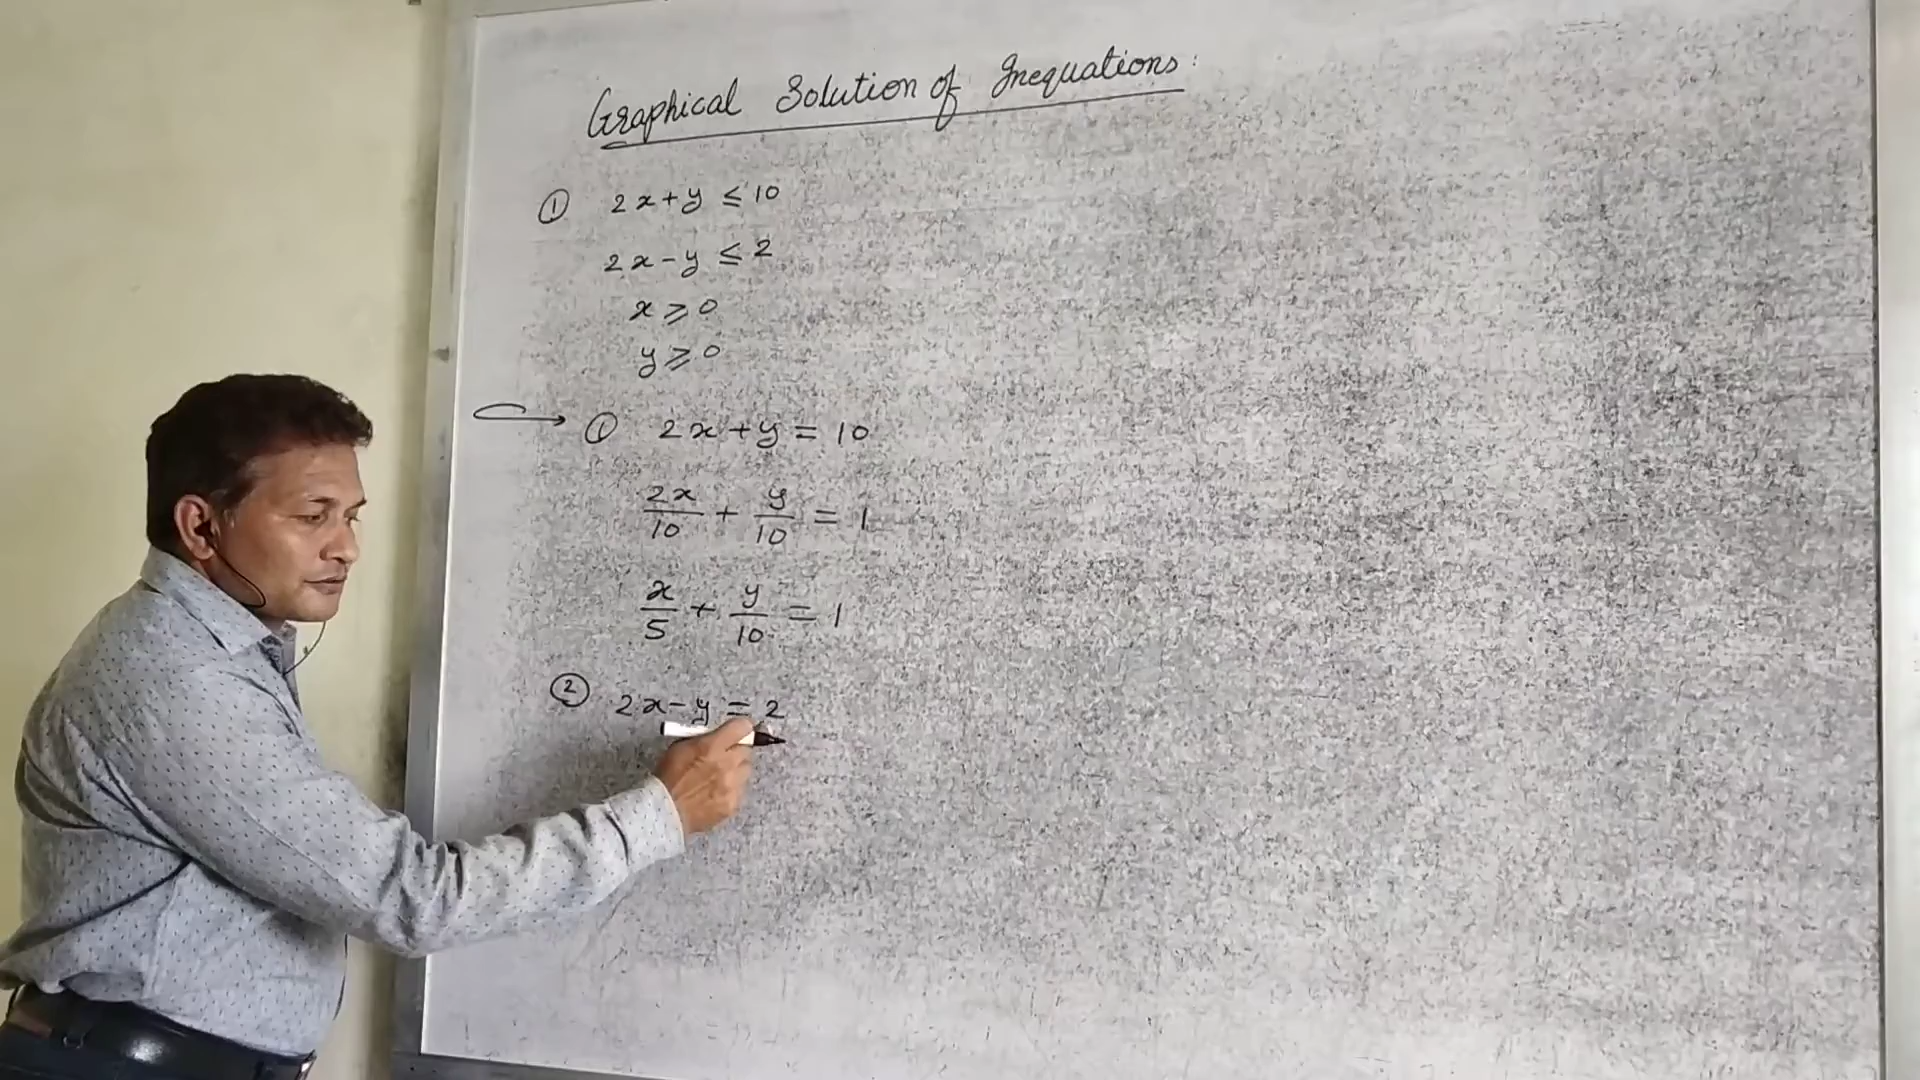 Graphical Solution of Inequations:
① 2x+y ≤ 10
2x-y ≤ 2
x ⩾ 0
y ⩾ 0
① 2x+y = 10
2x/10 + y/10 = 1
x/5 + y/10 = 1
② 2x-y = 2